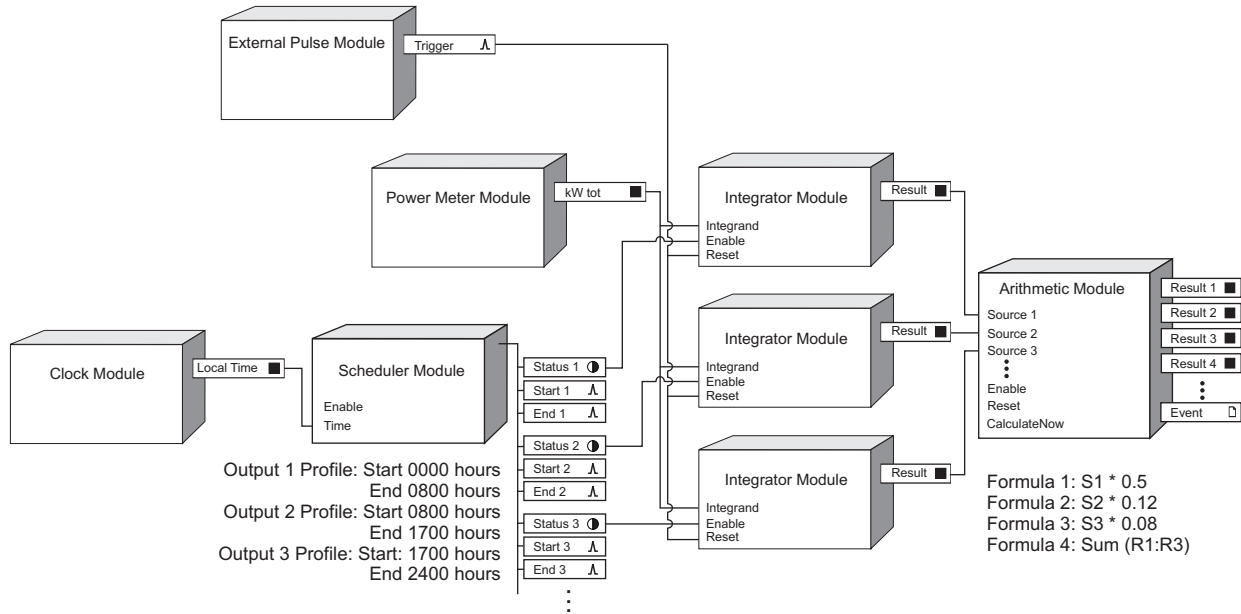 External Pulse Module
Trigger
Power Meter Module
kW tot
Integrator Module
Integrand
Enable
Reset
Result
Integrator Module
Integrand
Enable
Reset
Result
Integrator Module
Integrand
Enable
Reset
Result
Clock Module
Local Time
Scheduler Module
Enable
Time
Status 1
Start 1
End 1
Status 2
Start 2
End 2
Status 3
Start 3
End 3
Output 1 Profile: Start 0000 hours
End 0800 hours
Output 2 Profile: Start 0800 hours
End 1700 hours
Output 3 Profile: Start: 1700 hours
End 2400 hours
Arithmetic Module
Source 1
Source 2
Source 3
Enable
Reset
CalculateNow
Result 1
Result 2
Result 3
Result 4
Event
Formula 1: S1 * 0.5
Formula 2: S2 * 0.12
Formula 3: S3 * 0.08
Formula 4: Sum (R1:R3)